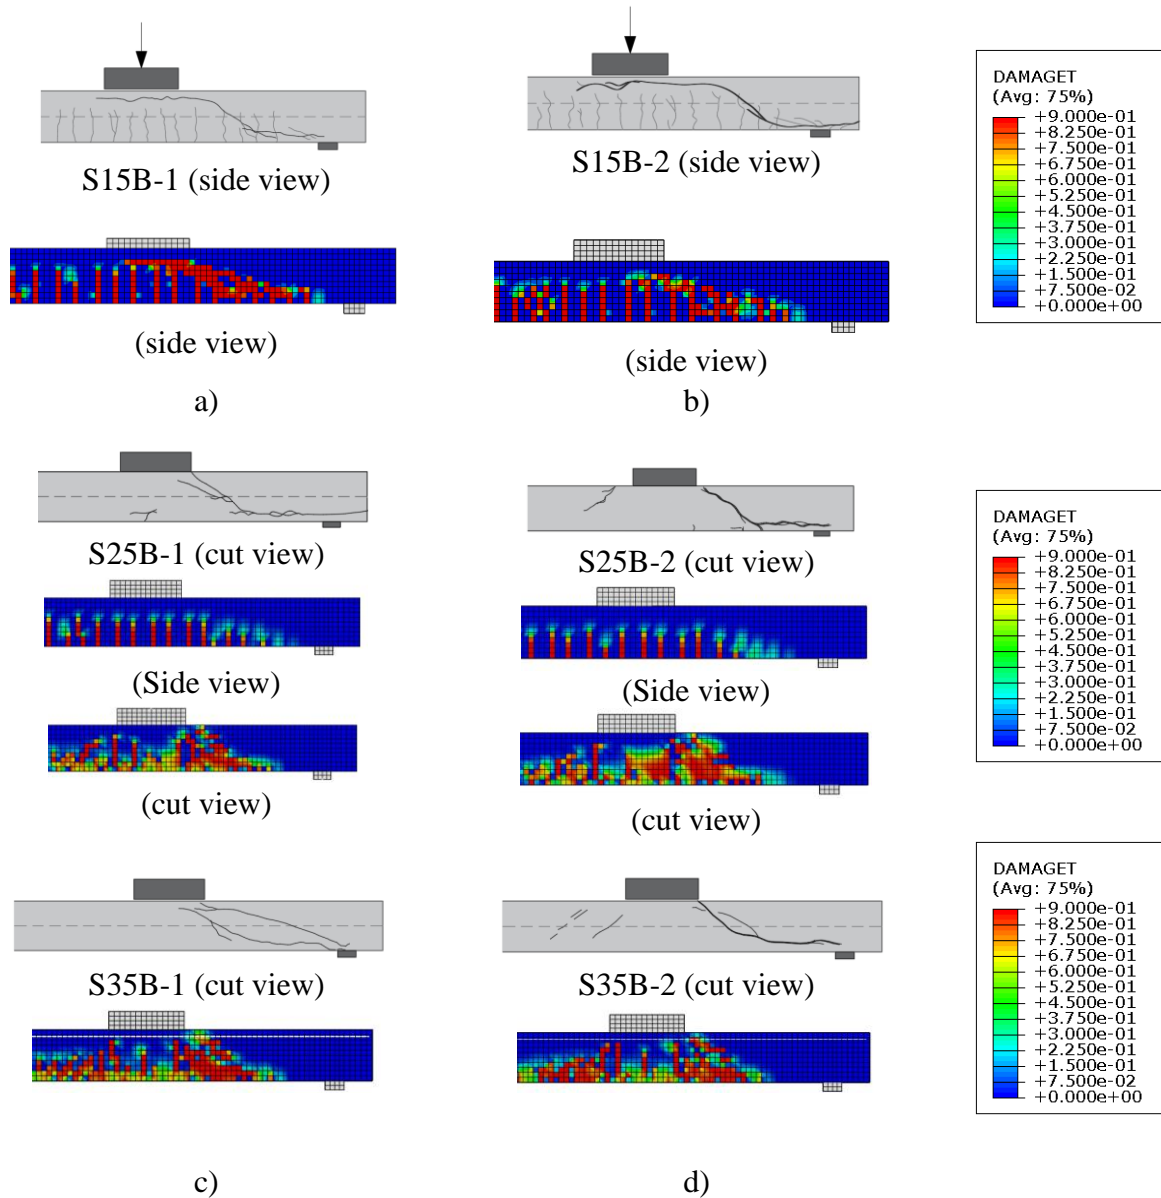 S15B-1 (side view)
S15B-2 (side view)
DAMAGET
(Avg: 75%)
+9.000e-01
+8.250e-01
+7.500e-01
+6.750e-01
+6.000e-01
+5.250e-01
+4.500e-01
+3.750e-01
+3.000e-01
+2.250e-01
+1.500e-01
+7.500e-02
+0.000e+00
(side view)
(side view)
a)
b)
S25B-1 (cut view)
S25B-2 (cut view)
DAMAGET
(Avg: 75%)
+9.000e-01
+8.250e-01
+7.500e-01
+6.750e-01
+6.000e-01
+5.250e-01
+4.500e-01
+3.750e-01
+3.000e-01
+2.250e-01
+1.500e-01
+7.500e-02
+0.000e+00
(Side view)
(Side view)
(cut view)
(cut view)
S35B-1 (cut view)
S35B-2 (cut view)
DAMAGET
(Avg: 75%)
+9.000e-01
+8.250e-01
+7.500e-01
+6.750e-01
+6.000e-01
+5.250e-01
+4.500e-01
+3.750e-01
+3.000e-01
+2.250e-01
+1.500e-01
+7.500e-02
+0.000e+00
c)
d)